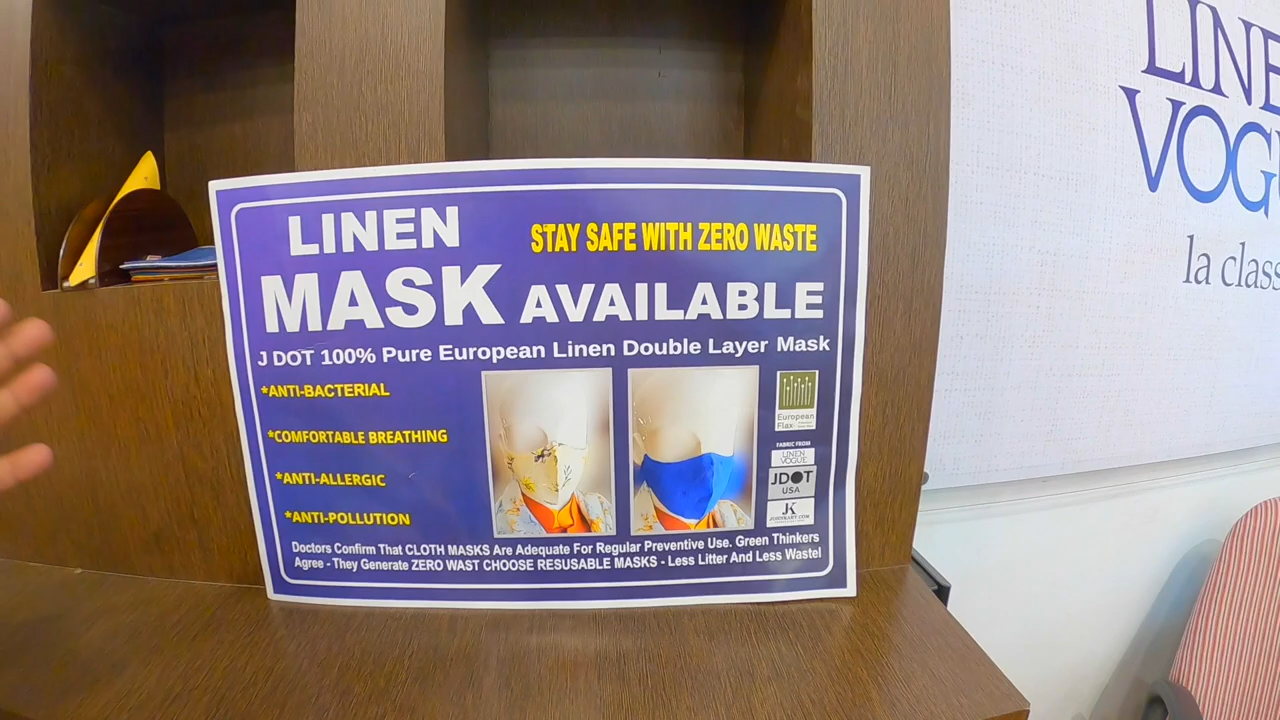 LINEN
STAY SAFE WITH ZERO WASTE
MASK AVAILABLE
J DOT 100% Pure European Linen Double Layer Mask
*ANTI-BACTERIAL
*COMFORTABLE BREATHING
*ANTI-ALLERGIC
*ANTI-POLLUTION
European
Flax
FABRIC FROM
LINEN
VOGUE
JDOT
USA
JK
Doctors Confirm That CLOTH MASKS Are Adequate For Regular Preventive Use. Green Thinkers
Agree - They Generate ZERO WAST CHOOSE RESUSABLE MASKS - Less Litter And Less Waste!
LINE
VOGU
la class